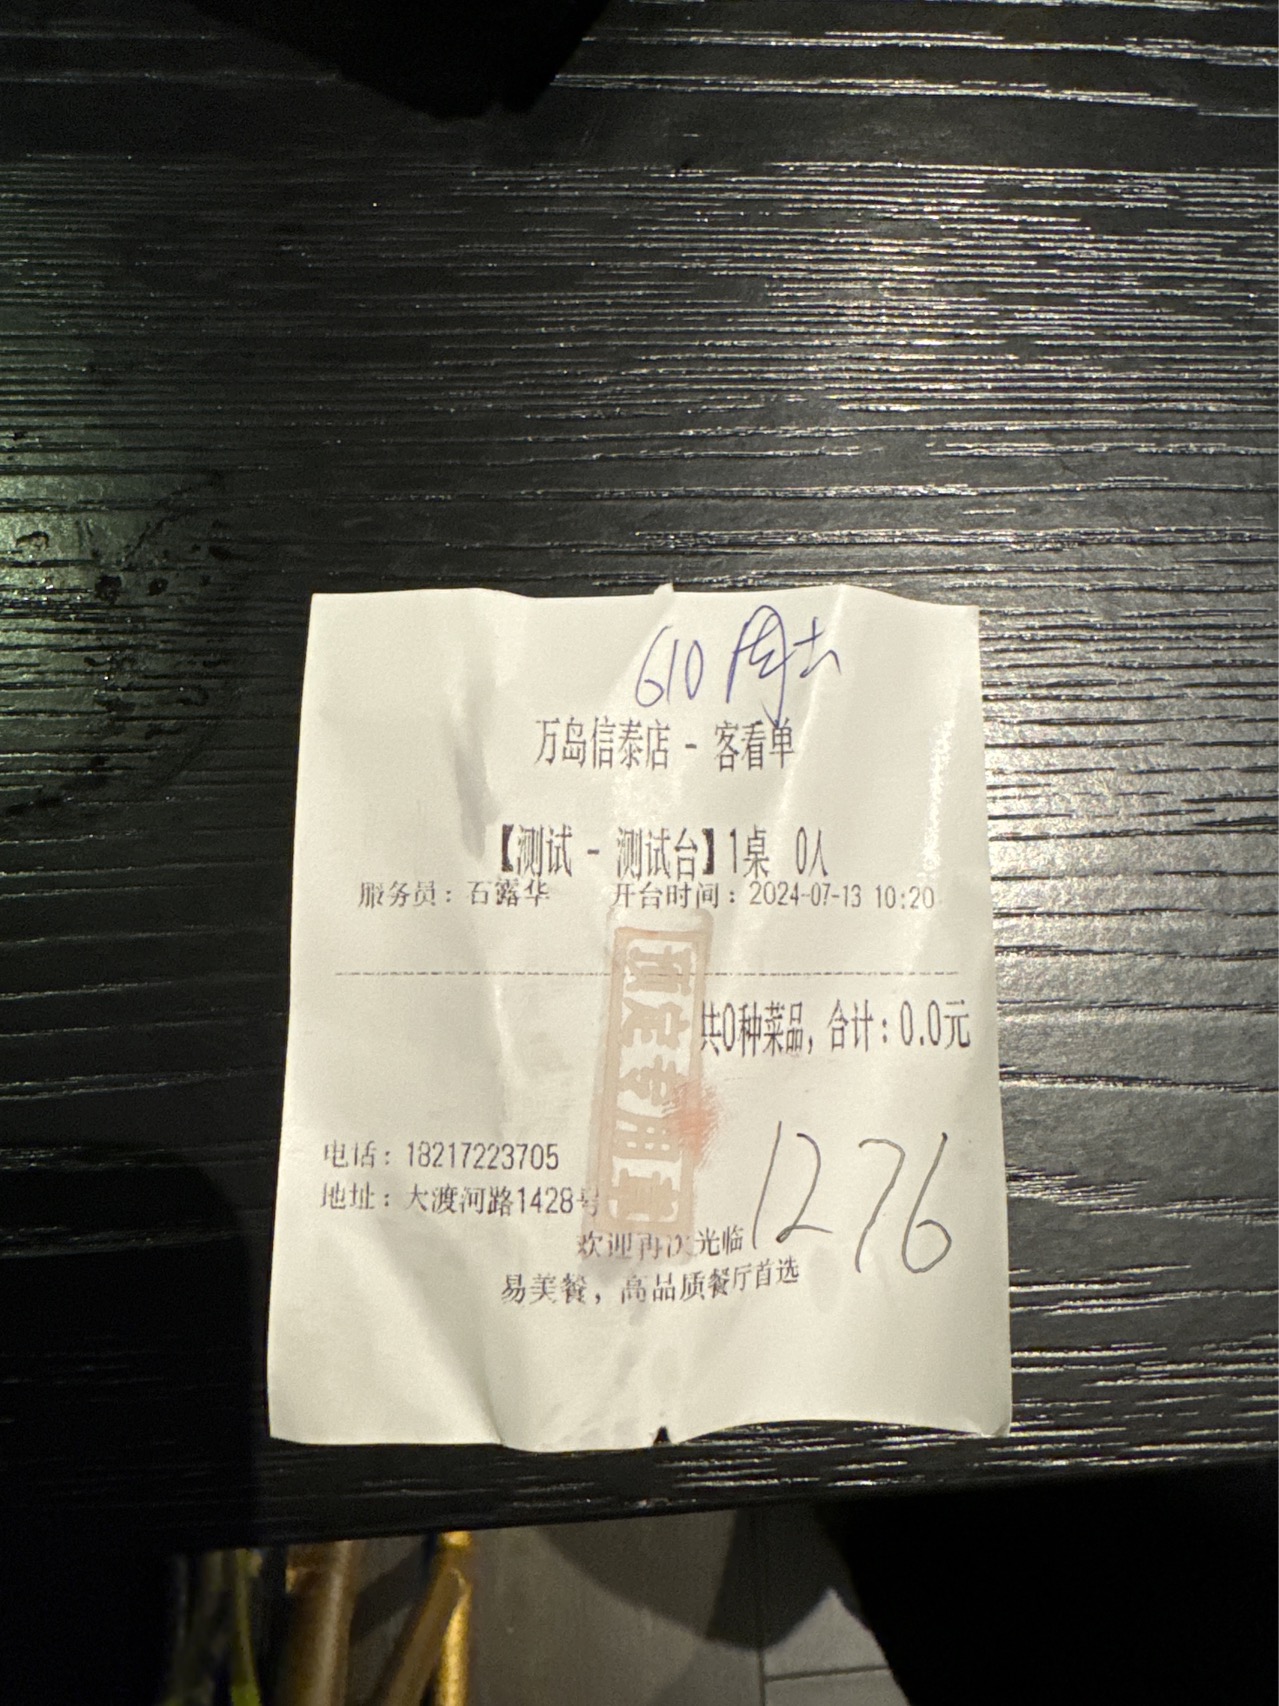 610 周士
万岛信泰店 - 客看单
【测试 - 测试台】1桌 0人
服务员：石露华 开台时间：2024-07-13 10:20
共0种菜品，合计：0.0元
预定专用章
电话：18217223705
地址：大渡河路1428号
1276
欢迎再次光临
易美餐，高品质餐厅首选